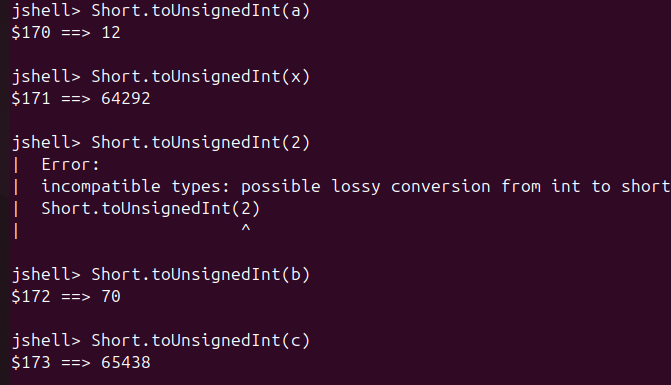 jshell> Short.toUnsignedInt(a)
$170 ==> 12
jshell> Short.toUnsignedInt(x)
$171 ==> 64292
jshell> Short.toUnsignedInt(2)
|  Error:
|  incompatible types: possible lossy conversion from int to short
|  Short.toUnsignedInt(2)
|                      ^
jshell> Short.toUnsignedInt(b)
$172 ==> 70
jshell> Short.toUnsignedInt(c)
$173 ==> 65438